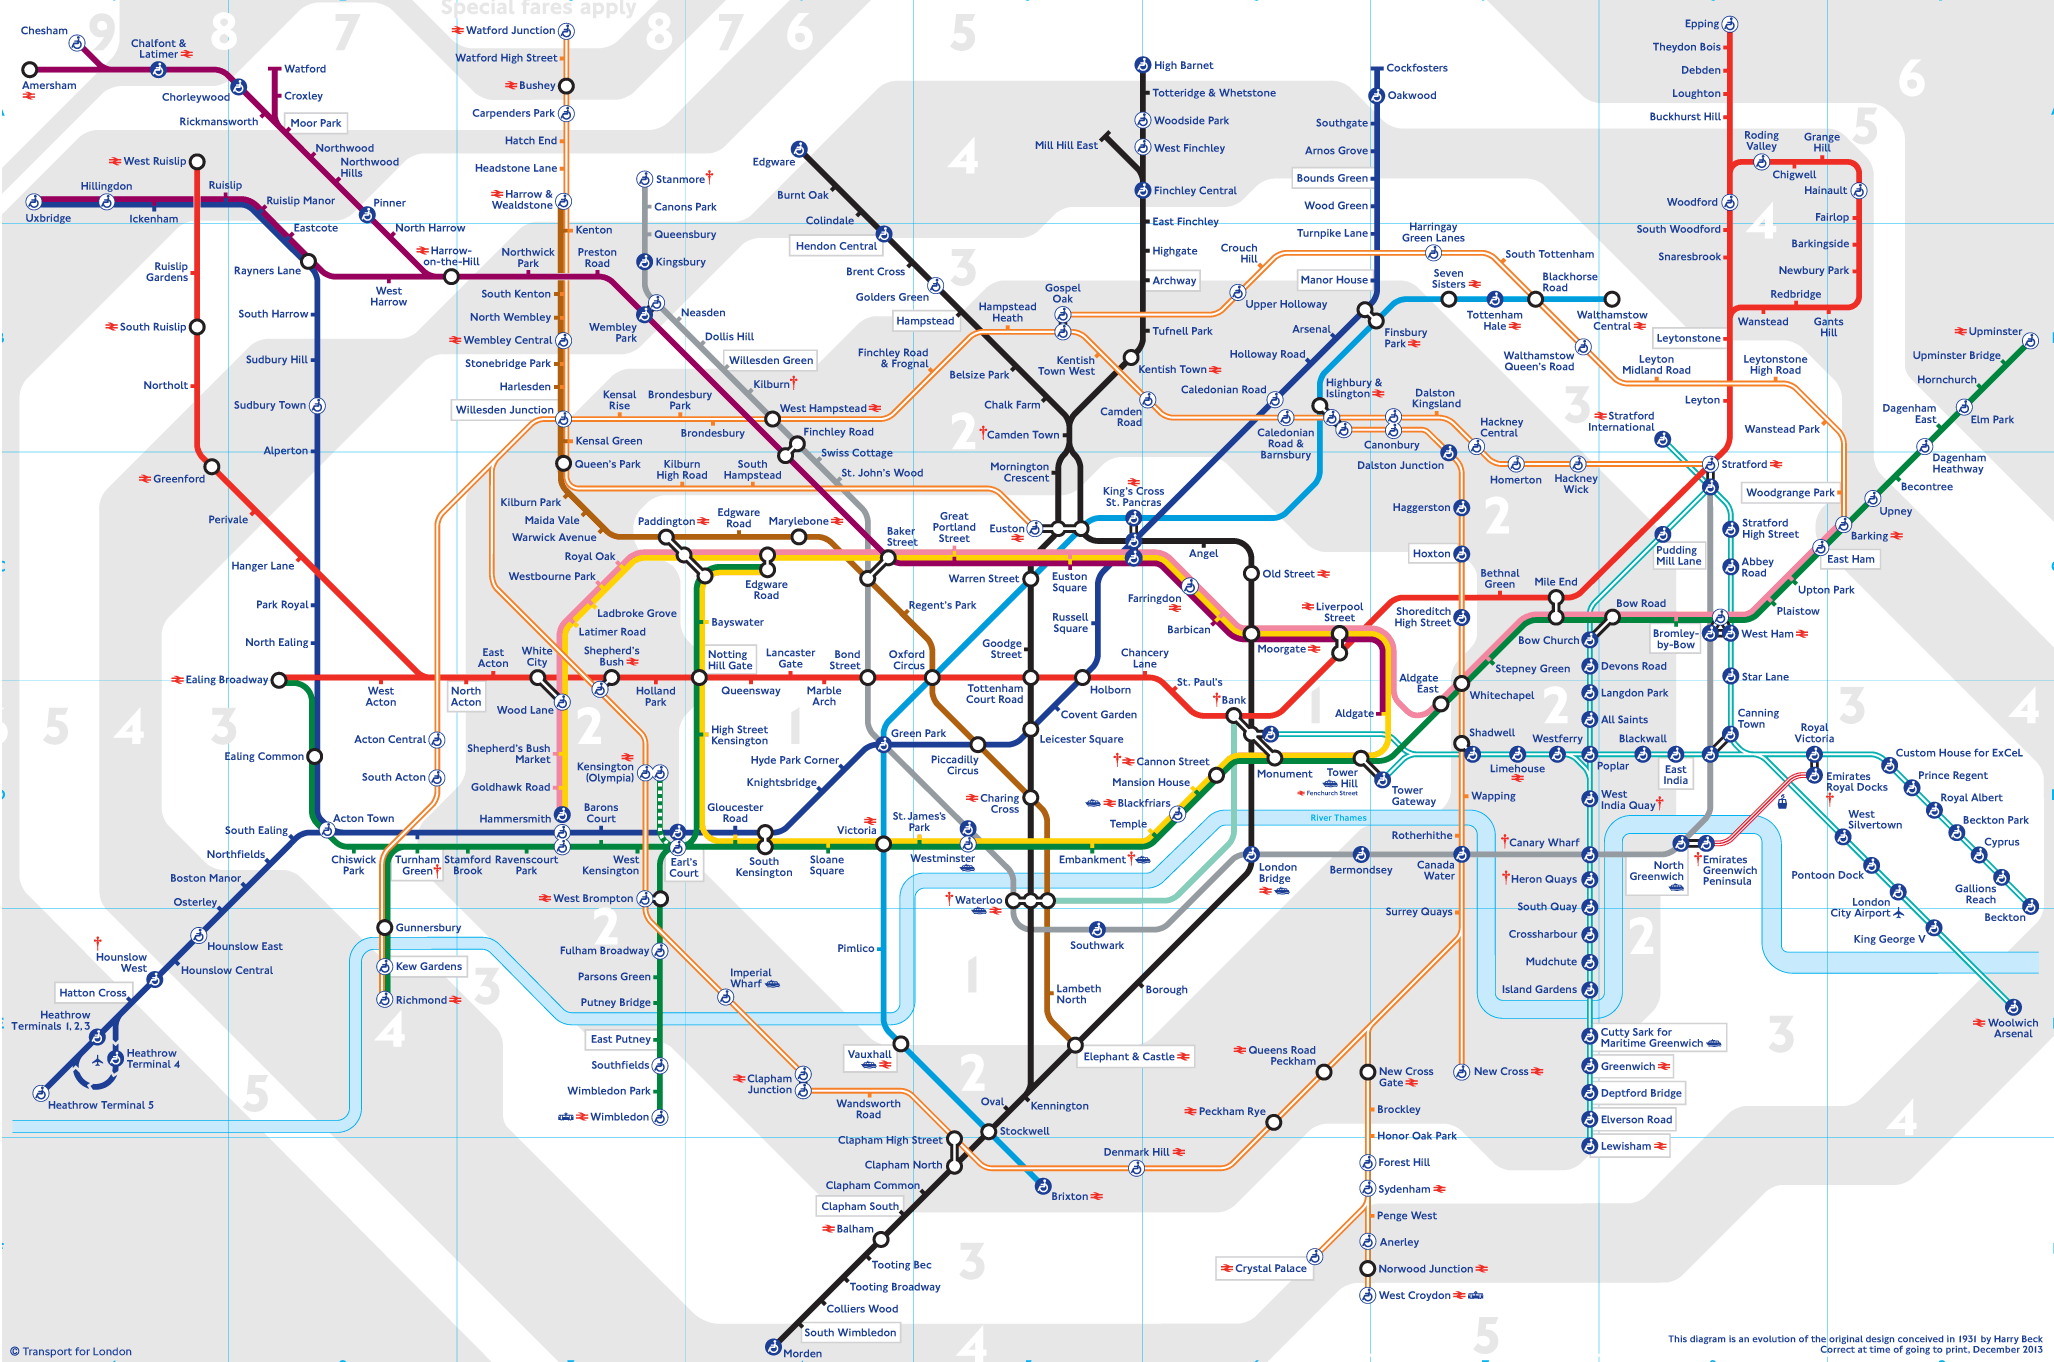 Special fares apply
9
8
7
8
7
6
5
6
5
4
3
2
4
3
4
3
2
2
1
1
1
2
2
3
4
5
2
3
4
5
4
3
2
2
2
3
4
3
4
5
Chesham
Chalfont &
Latimer
Amersham
Chorleywood
Rickmansworth
Watford
Croxley
Moor Park
Northwood
Northwood
Hills
Pinner
North Harrow
Harrow-
on-the-Hill
West Ruislip
Hillingdon
Ruislip
Uxbridge
Ickenham
Ruislip Manor
Eastcote
Rayners Lane
West
Harrow
Northwick
Park
Preston
Road
Ruislip
Gardens
South Ruislip
Northolt
Greenford
Perivale
Hanger Lane
South Harrow
Sudbury Hill
Sudbury Town
Alperton
Park Royal
North Ealing
Ealing Broadway
Ealing Common
West
Acton
North
Acton
East
Acton
White
City
Shepherd's
Bush
Holland
Park
Notting
Hill Gate
Queensway
Lancaster
Gate
Marble
Arch
Bond
Street
Oxford
Circus
Tottenham
Court Road
Holborn
Chancery
Lane
St. Paul's
Bank
Liverpool
Street
Bethnal
Green
Mile End
Watford Junction
Watford High Street
Bushey
Carpenders Park
Hatch End
Headstone Lane
Harrow &
Wealdstone
Kenton
South Kenton
North Wembley
Wembley Central
Stonebridge Park
Harlesden
Willesden Junction
Kensal Green
Queen's Park
Kilburn Park
Maida Vale
Warwick Avenue
Royal Oak
Westbourne Park
Ladbroke Grove
Latimer Road
Wood Lane
Shepherd's Bush
Market
Goldhawk Road
Hammersmith
Stanmore†
Canons Park
Queensbury
Kingsbury
Wembley
Park
Neasden
Dollis Hill
Willesden Green
Kilburn†
West Hampstead
Finchley Road
Swiss Cottage
St. John's Wood
Kensal
Rise
Brondesbury
Park
Brondesbury
Kilburn
High Road
South
Hampstead
Paddington
Edgware
Road
Marylebone
Baker
Street
Great
Portland
Street
Edgware
Road
Bayswater
Regent's Park
Warren Street
Euston
Square
Euston
King's Cross
St. Pancras
Angel
Old Street
Farringdon
Barbican
Moorgate
Russell
Square
Goodge
Street
Edgware
Burnt Oak
Colindale
Hendon Central
Brent Cross
Golders Green
Hampstead
Belsize Park
Chalk Farm
†Camden Town
Mornington
Crescent
Finchley Road
& Frognal
Hampstead
Heath
Gospel
Oak
Kentish
Town West
Camden
Road
High Barnet
Totteridge & Whetstone
Woodside Park
West Finchley
Mill Hill East
Finchley Central
East Finchley
Highgate
Archway
Tufnell Park
Kentish Town
Crouch
Hill
Upper Holloway
Harringay
Green Lanes
South Tottenham
Cockfosters
Oakwood
Southgate
Arnos Grove
Bounds Green
Wood Green
Turnpike Lane
Manor House
Arsenal
Finsbury
Park
Holloway Road
Caledonian Road
Seven
Sisters
Tottenham
Hale
Blackhorse
Road
Walthamstow
Central
Walthamstow
Queen's Road
Leyton
Midland Road
Leytonstone
High Road
Wanstead Park
Woodgrange Park
Highbury &
Islington
Caledonian
Road &
Barnsbury
Canonbury
Dalston
Kingsland
Dalston Junction
Hackney
Central
Homerton
Hackney
Wick
Haggerston
Hoxton
Shoreditch
High Street
Whitechapel
Epping
Theydon Bois
Debden
Loughton
Buckhurst Hill
Roding
Valley
Grange
Hill
Chigwell
Hainault
Woodford
Fairlop
South Woodford
Barkingside
Snaresbrook
Newbury Park
Redbridge
Wanstead
Gants
Hill
Leytonstone
Leyton
Stratford
International
Stratford
Upminster
Upminster Bridge
Hornchurch
Dagenham
East
Elm Park
Dagenham
Heathway
Becontree
Upney
Barking
East Ham
Upton Park
Plaistow
West Ham
Bromley-
by-Bow
Bow Road
Bow Church
Pudding
Mill Lane
Stratford
High Street
Abbey
Road
Star Lane
Canning
Town
Stepney Green
Devons Road
Langdon Park
All Saints
Aldgate
East
Aldgate
Shadwell
Limehouse
Westferry
Poplar
Blackwall
East
India
Royal
Victoria
Custom House for ExCeL
Prince Regent
Royal Albert
Beckton Park
Cyprus
Gallions
Reach
Beckton
Emirates
Royal Docks
†
West
Silvertown
Pontoon Dock
London
City Airport
King George V
Woolwich
Arsenal
West
India Quay†
†Canary Wharf
†Heron Quays
South Quay
Crossharbour
Mudchute
Island Gardens
Cutty Sark for
Maritime Greenwich
Greenwich
Deptford Bridge
Elverson Road
Lewisham
North
Greenwich
†Emirates
Greenwich
Peninsula
Acton Central
South Acton
Kensington
(Olympia)
High Street
Kensington
Hyde Park Corner
Knightsbridge
Green Park
Piccadilly
Circus
Leicester Square
Covent Garden
Charing
Cross
†Cannon Street
Mansion House
Blackfriars
Temple
Monument
Tower
Hill
Fenchurch Street
Tower
Gateway
River Thames
Wapping
Rotherhithe
Canada
Water
Surrey Quays
Acton Town
South Ealing
Northfields
Boston Manor
Osterley
Hounslow East
†
Hounslow
West
Hounslow Central
Hatton Cross
Heathrow
Terminals 1, 2, 3
Heathrow
Terminal 4
Heathrow Terminal 5
Chiswick
Park
Turnham
Green†
Stamford
Brook
Ravenscourt
Park
Barons
Court
West
Kensington
Earl's
Court
Gloucester
Road
South
Kensington
Sloane
Square
Victoria
St. James's
Park
Westminster
Embankment†
London
Bridge
Bermondsey
†Waterloo
Southwark
Gunnersbury
Kew Gardens
Richmond
West Brompton
Fulham Broadway
Parsons Green
Putney Bridge
East Putney
Southfields
Wimbledon Park
Wimbledon
Imperial
Wharf
Clapham
Junction
Wandsworth
Road
Pimlico
Vauxhall
Lambeth
North
Borough
Elephant & Castle
Kennington
Oval
Stockwell
Clapham High Street
Clapham North
Clapham Common
Clapham South
Balham
Tooting Bec
Tooting Broadway
Colliers Wood
South Wimbledon
Morden
Brixton
Denmark Hill
Peckham Rye
Queens Road
Peckham
New Cross
Gate
New Cross
Brockley
Honor Oak Park
Forest Hill
Sydenham
Penge West
Anerley
Crystal Palace
Norwood Junction
West Croydon
© Transport for London
This diagram is an evolution of the original design conceived in 1931 by Harry Beck
Correct at time of going to print, December 2013